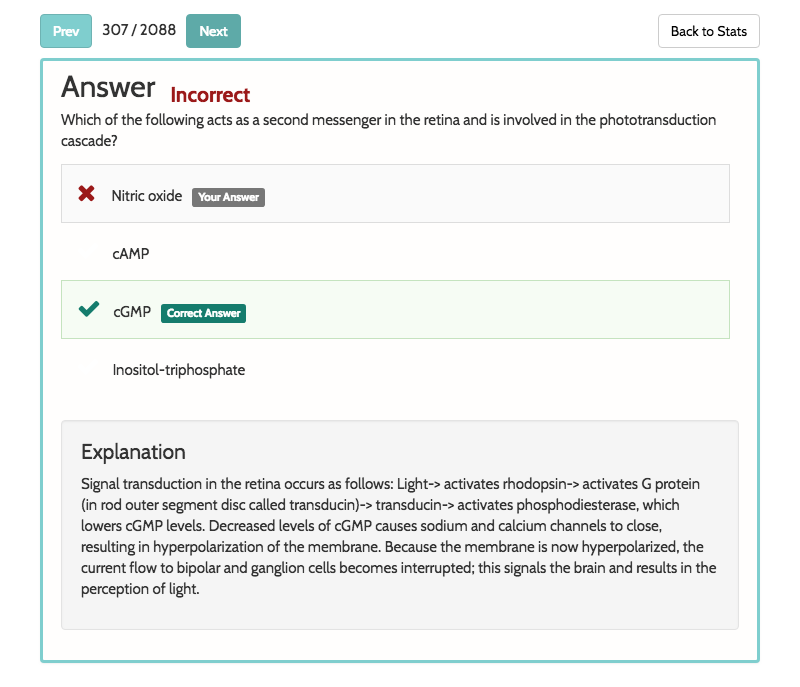 Prev 307 / 2088 Next Back to Stats
Answer Incorrect
Which of the following acts as a second messenger in the retina and is involved in the phototransduction
cascade?
Nitric oxide Your Answer
cAMP
cGMP Correct Answer
Inositol-triphosphate
Explanation
Signal transduction in the retina occurs as follows: Light-> activates rhodopsin-> activates G protein
(in rod outer segment disc called transducin)-> transducin-> activates phosphodiesterase, which
lowers cGMP levels. Decreased levels of cGMP causes sodium and calcium channels to close,
resulting in hyperpolarization of the membrane. Because the membrane is now hyperpolarized, the
current flow to bipolar and ganglion cells becomes interrupted; this signals the brain and results in the
perception of light.